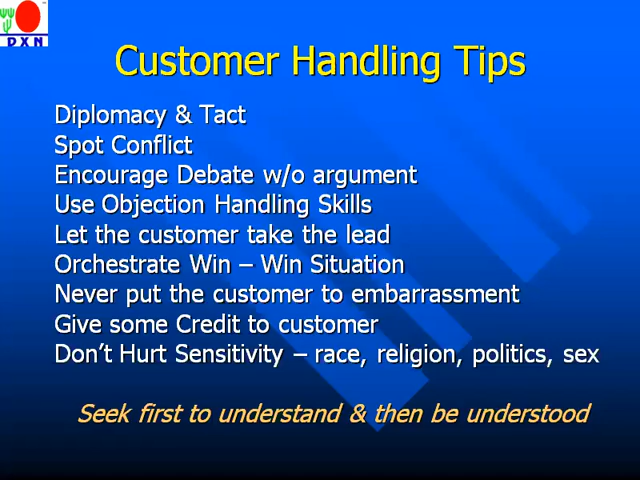 DXN
Customer Handling Tips
Diplomacy & Tact
Spot Conflict
Encourage Debate w/o argument
Use Objection Handling Skills
Let the customer take the lead
Orchestrate Win – Win Situation
Never put the customer to embarrassment
Give some Credit to customer
Don't Hurt Sensitivity – race, religion, politics, sex
Seek first to understand & then be understood